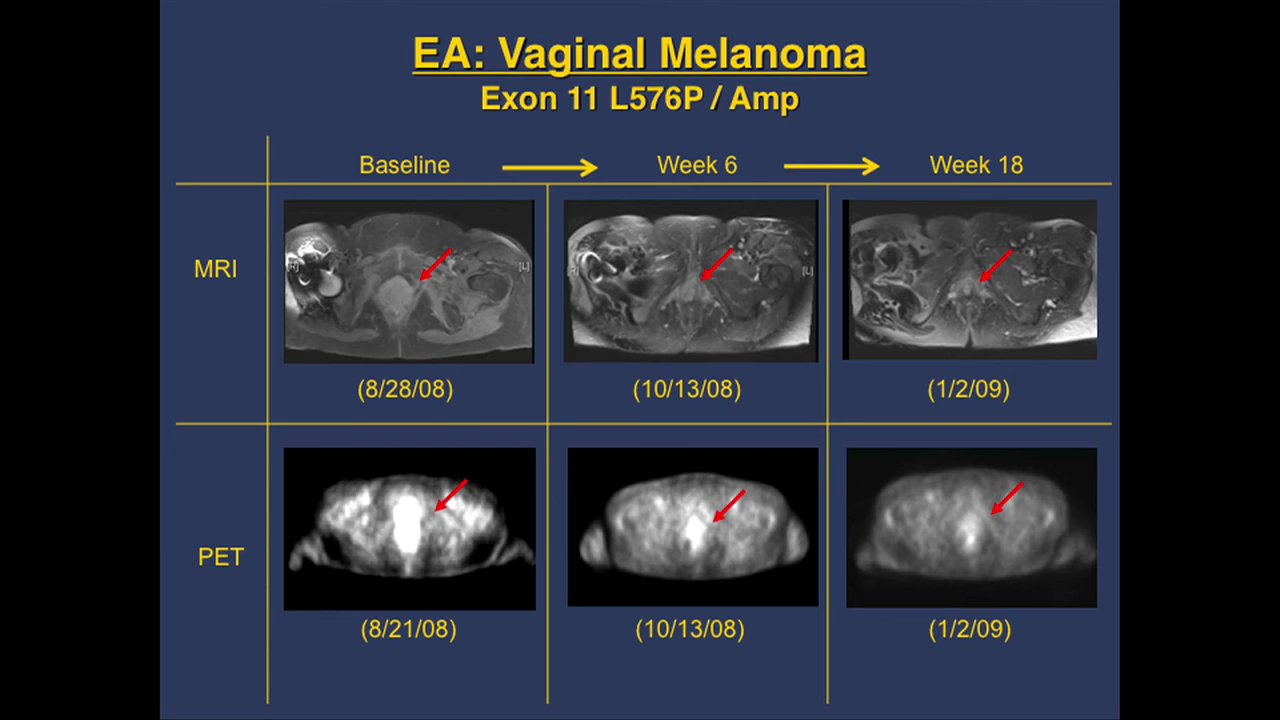 EA: Vaginal Melanoma
Exon 11 L576P / Amp
Baseline
Week 6
Week 18
MRI
[R]
[L]
[R]
[L]
(8/28/08)
(10/13/08)
(1/2/09)
PET
(8/21/08)
(10/13/08)
(1/2/09)